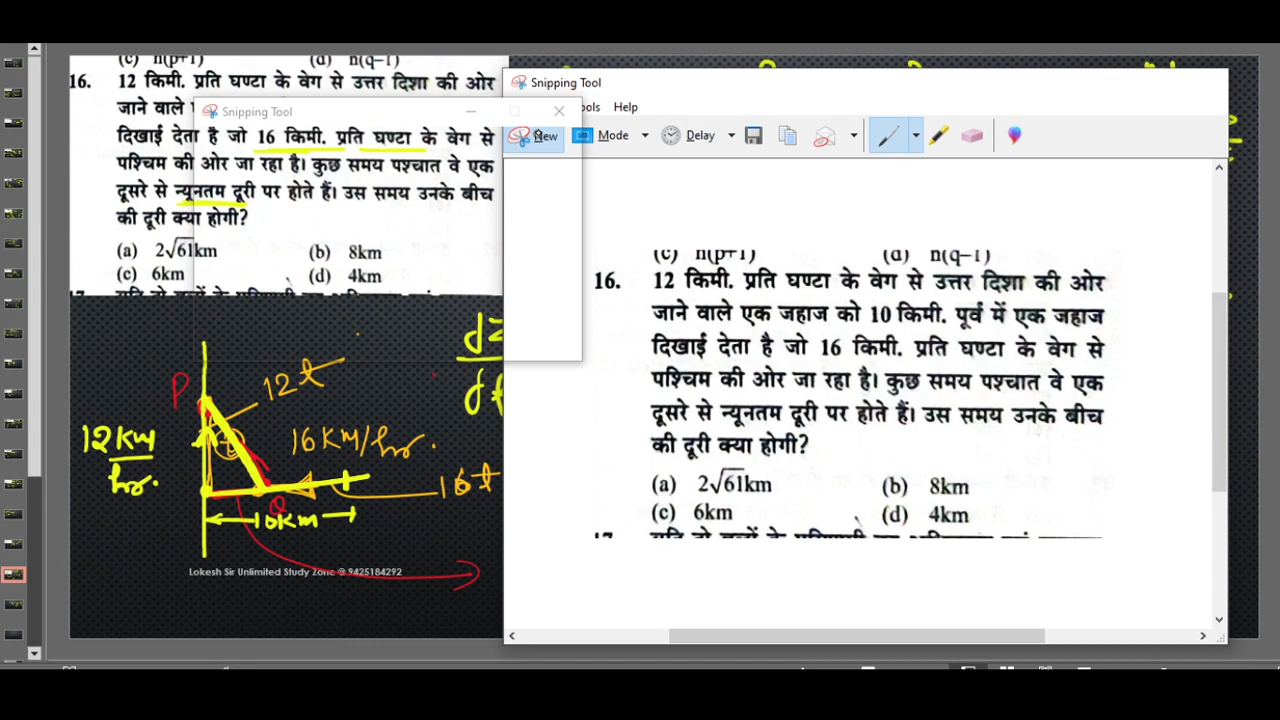 (c) n(p+1) (d) n(q−1)
16. 12 किमी. प्रति घण्टा के वेग से उत्तर दिशा की ओर
जाने वाले
दिखाई देता है जो 16 किमी. प्रति घण्टा के वेग से
पश्चिम की ओर जा रहा है। कुछ समय पश्चात वे एक
दूसरे से न्यूनतम दूरी पर होते हैं। उस समय उनके बीच
की दूरी क्या होगी?
(a) 2√61km (b) 8km
(c) 6km (d) 4km
Snipping Tool
P
12t
12 KM/hr.
16 KM/hr.
16t
Q
10KM
Lokesh Sir Unlimited Study Zone @ 9425184292
Snipping Tool
Help
New Mode Delay
(c) n(p+1) (d) n(q−1)
16. 12 किमी. प्रति घण्टा के वेग से उत्तर दिशा की ओर
जाने वाले एक जहाज को 10 किमी. पूर्व में एक जहाज
दिखाई देता है जो 16 किमी. प्रति घण्टा के वेग से
पश्चिम की ओर जा रहा है। कुछ समय पश्चात वे एक
दूसरे से न्यूनतम दूरी पर होते हैं। उस समय उनके बीच
की दूरी क्या होगी?
(a) 2√61km (b) 8km
(c) 6km (d) 4km